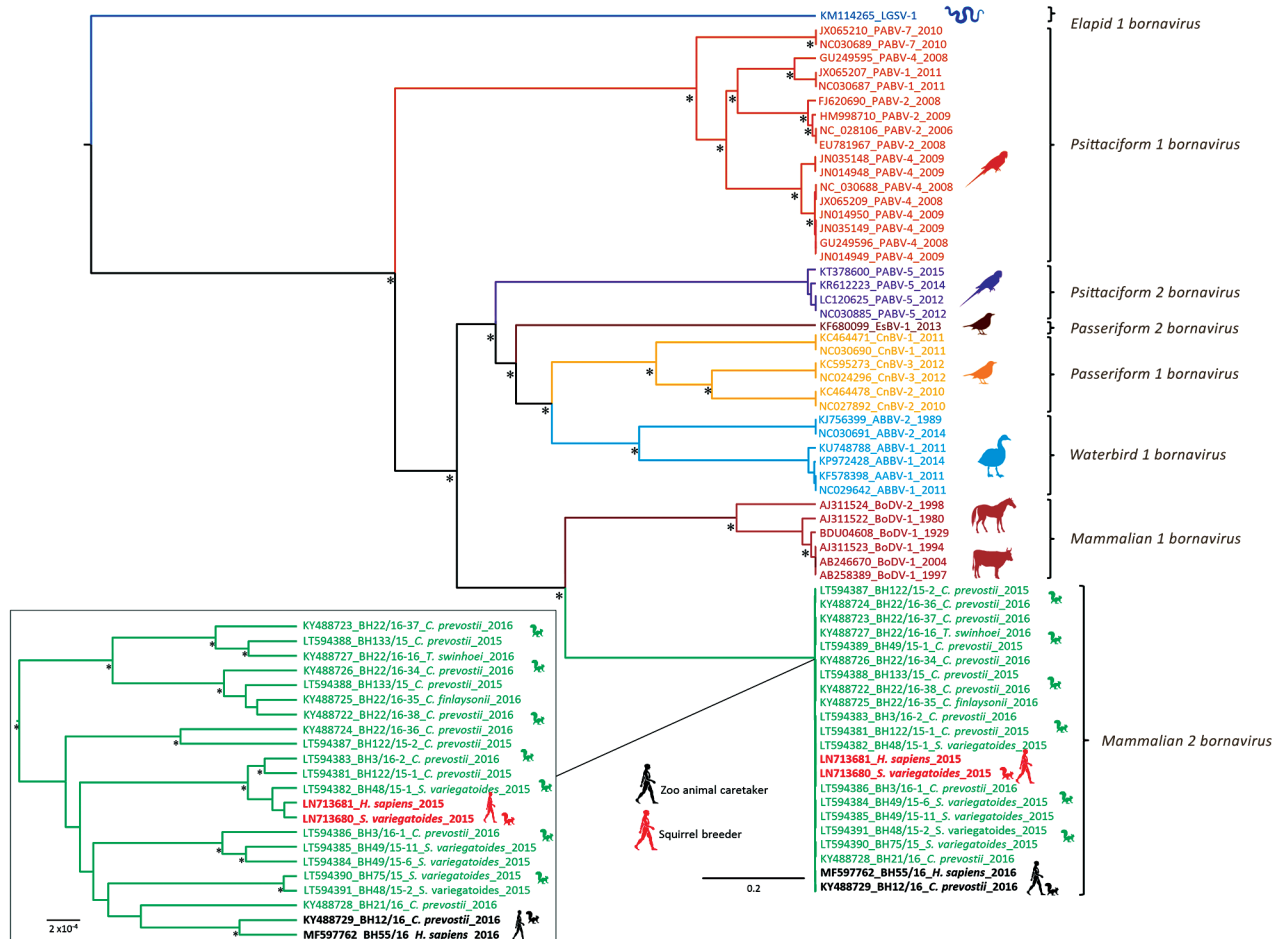 KM114265_LGSV-1
Elapid 1 bornavirus
JX065210_PABV-7_2010
NC030689_PABV-7_2010
GU249595_PABV-4_2008
JX065207_PABV-1_2011
NC030687_PABV-1_2011
FJ620690_PABV-2_2008
HM998710_PABV-2_2009
NC_028106_PABV-2_2006
EU781967_PABV-2_2008
JN035148_PABV-4_2009
JN014948_PABV-4_2009
NC_030688_PABV-4_2008
JX065209_PABV-4_2008
JN014950_PABV-4_2009
JN035149_PABV-4_2009
GU249596_PABV-4_2008
JN014949_PABV-4_2009
Psittaciform 1 bornavirus
KT378600_PABV-5_2015
KR612223_PABV-5_2014
LC120625_PABV-5_2012
NC030885_PABV-5_2012
Psittaciform 2 bornavirus
KF680099_EsBV-1_2013
Passeriform 2 bornavirus
KC464471_CnBV-1_2011
NC030690_CnBV-1_2011
KC595273_CnBV-3_2012
NC024296_CnBV-3_2012
KC464478_CnBV-2_2010
NC027892_CnBV-2_2010
Passeriform 1 bornavirus
KJ756399_ABBV-2_1989
NC030691_ABBV-2_2014
KU748788_ABBV-1_2011
KP972428_ABBV-1_2014
KF578398_AABV-1_2011
NC029642_ABBV-1_2011
Waterbird 1 bornavirus
AJ311524_BoDV-2_1998
AJ311522_BoDV-1_1980
BDU04608_BoDV-1_1929
AJ311523_BoDV-1_1994
AB246670_BoDV-1_2004
AB258389_BoDV-1_1997
Mammalian 1 bornavirus
LT594387_BH122/15-2_C. prevostii_2015
KY488724_BH22/16-36_C. prevostii_2016
KY488723_BH22/16-37_C. prevostii_2016
KY488727_BH22/16-16_T. swinhoei_2016
LT594389_BH49/15-1_C. prevostii_2015
KY488726_BH22/16-34_C. prevostii_2016
LT594388_BH133/15_C. prevostii_2015
KY488722_BH22/16-38_C. prevostii_2016
KY488725_BH22/16-35_C. finlaysonii_2016
LT594383_BH3/16-2_C. prevostii_2016
LT594381_BH122/15-1_C. prevostii_2015
LT594382_BH48/15-1_S. variegatoides_2015
LN713681_H. sapiens_2015
LN713680_S. variegatoides_2015
LT594386_BH3/16-1_C. prevostii_2016
LT594384_BH49/15-6_S. variegatoides_2015
LT594385_BH49/15-11_S. variegatoides_2015
LT594391_BH48/15-2_S. variegatoides_2015
LT594390_BH75/15_S. variegatoides_2015
KY488728_BH21/16_C. prevostii_2016
MF597762_BH55/16_H. sapiens_2016
KY488729_BH12/16_C. prevostii_2016
Mammalian 2 bornavirus
KY488723_BH22/16-37_C. prevostii_2016
LT594388_BH133/15_C. prevostii_2015
KY488727_BH22/16-16_T. swinhoei_2016
KY488726_BH22/16-34_C. prevostii_2016
LT594388_BH133/15_C. prevostii_2015
KY488725_BH22/16-35_C. finlaysonii_2016
KY488722_BH22/16-38_C. prevostii_2016
KY488724_BH22/16-36_C. prevostii_2016
LT594387_BH122/15-2_C. prevostii_2015
LT594383_BH3/16-2_C. prevostii_2016
LT594381_BH122/15-1_C. prevostii_2015
LT594382_BH48/15-1_S. variegatoides_2015
LN713681_H. sapiens_2015
LN713680_S. variegatoides_2015
LT594386_BH3/16-1_C. prevostii_2016
LT594385_BH49/15-11_S. variegatoides_2015
LT594384_BH49/15-6_S. variegatoides_2015
LT594390_BH75/15_S. variegatoides_2015
LT594391_BH48/15-2_S. variegatoides_2015
KY488728_BH21/16_C. prevostii_2016
KY488729_BH12/16_C. prevostii_2016
MF597762_BH55/16_H. sapiens_2016
2 x10⁻⁴
Zoo animal caretaker
Squirrel breeder
0.2